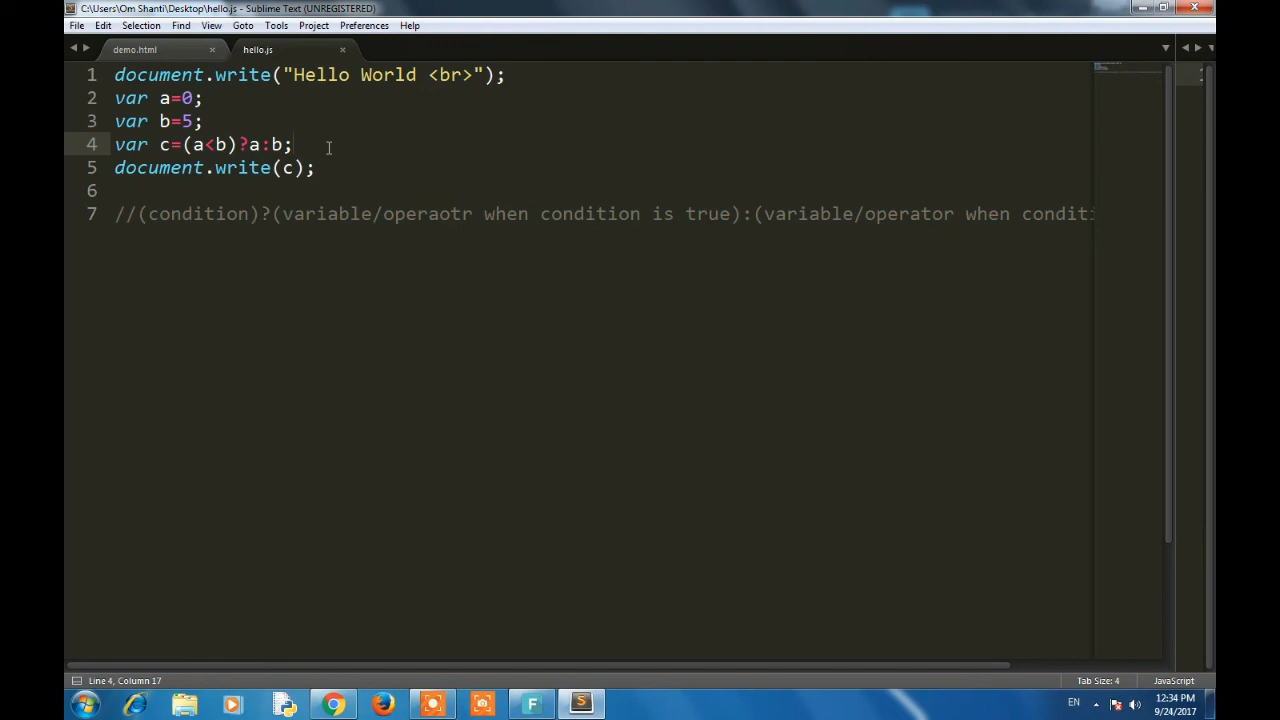 C:\Users\Om Shanti\Desktop\hello.js - Sublime Text (UNREGISTERED)
File Edit Selection Find View Goto Tools Project Preferences Help
demo.html × hello.js ×
1 document.write("Hello World <br>");
2 var a=0;
3 var b=5;
4 var c=(a<b)?a:b;
5 document.write(c);
6
7 //(condition)?(variable/operaotr when condition is true):(variable/operator when conditi
Line 4, Column 17 Tab Size: 4 JavaScript
EN 12:34 PM
9/24/2017